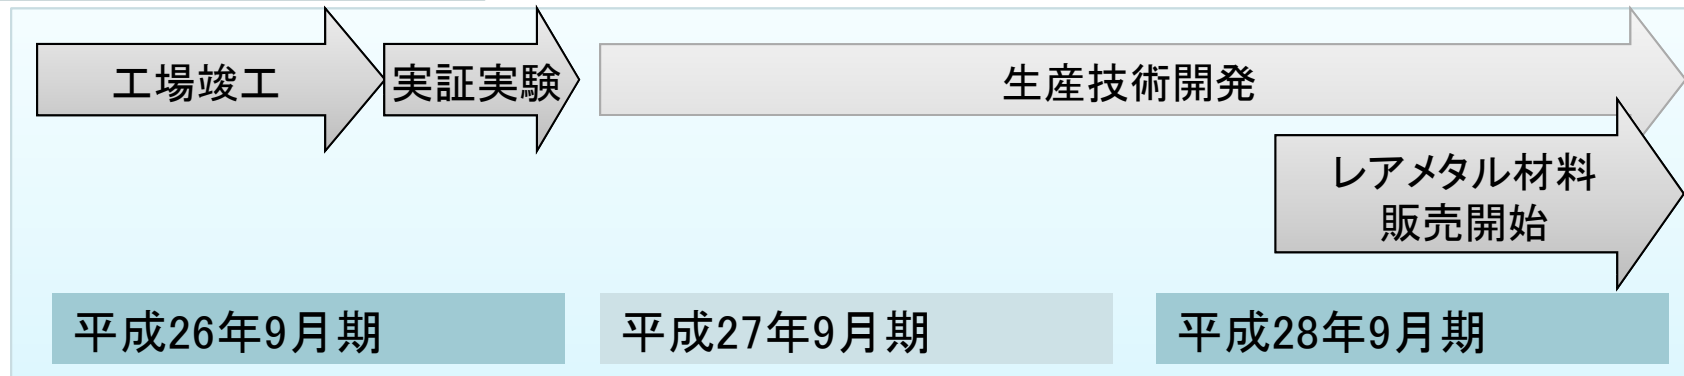 工場竣工
実証実験
生産技術開発
レアメタル材料
販売開始
平成26年9月期
平成27年9月期
平成28年9月期